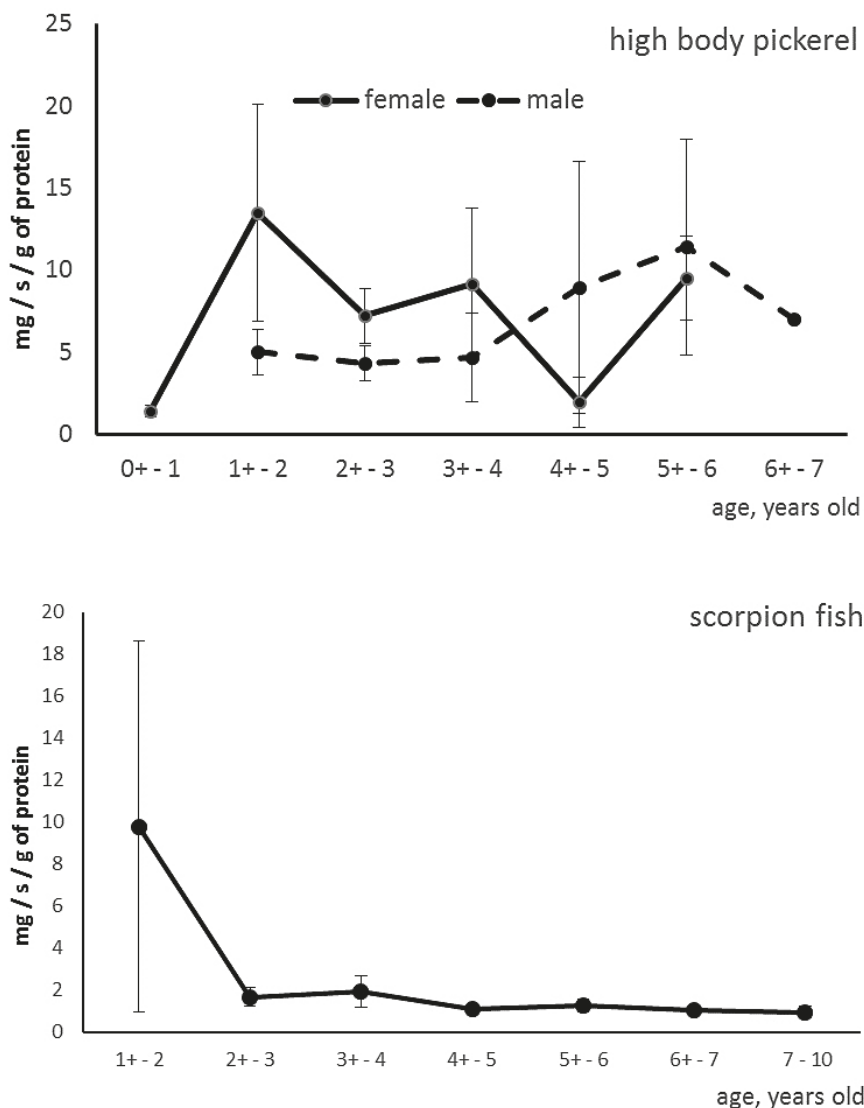 high body pickerel
female male
mg / s / g of protein
25
20
15
10
5
0
0+ - 1 1+ - 2 2+ - 3 3+ - 4 4+ - 5 5+ - 6 6+ - 7
age, years old
scorpion fish
mg / s / g of protein
20
18
16
14
12
10
8
6
4
2
0
1+ - 2 2+ - 3 3+ - 4 4+ - 5 5+ - 6 6+ - 7 7 - 10
age, years old